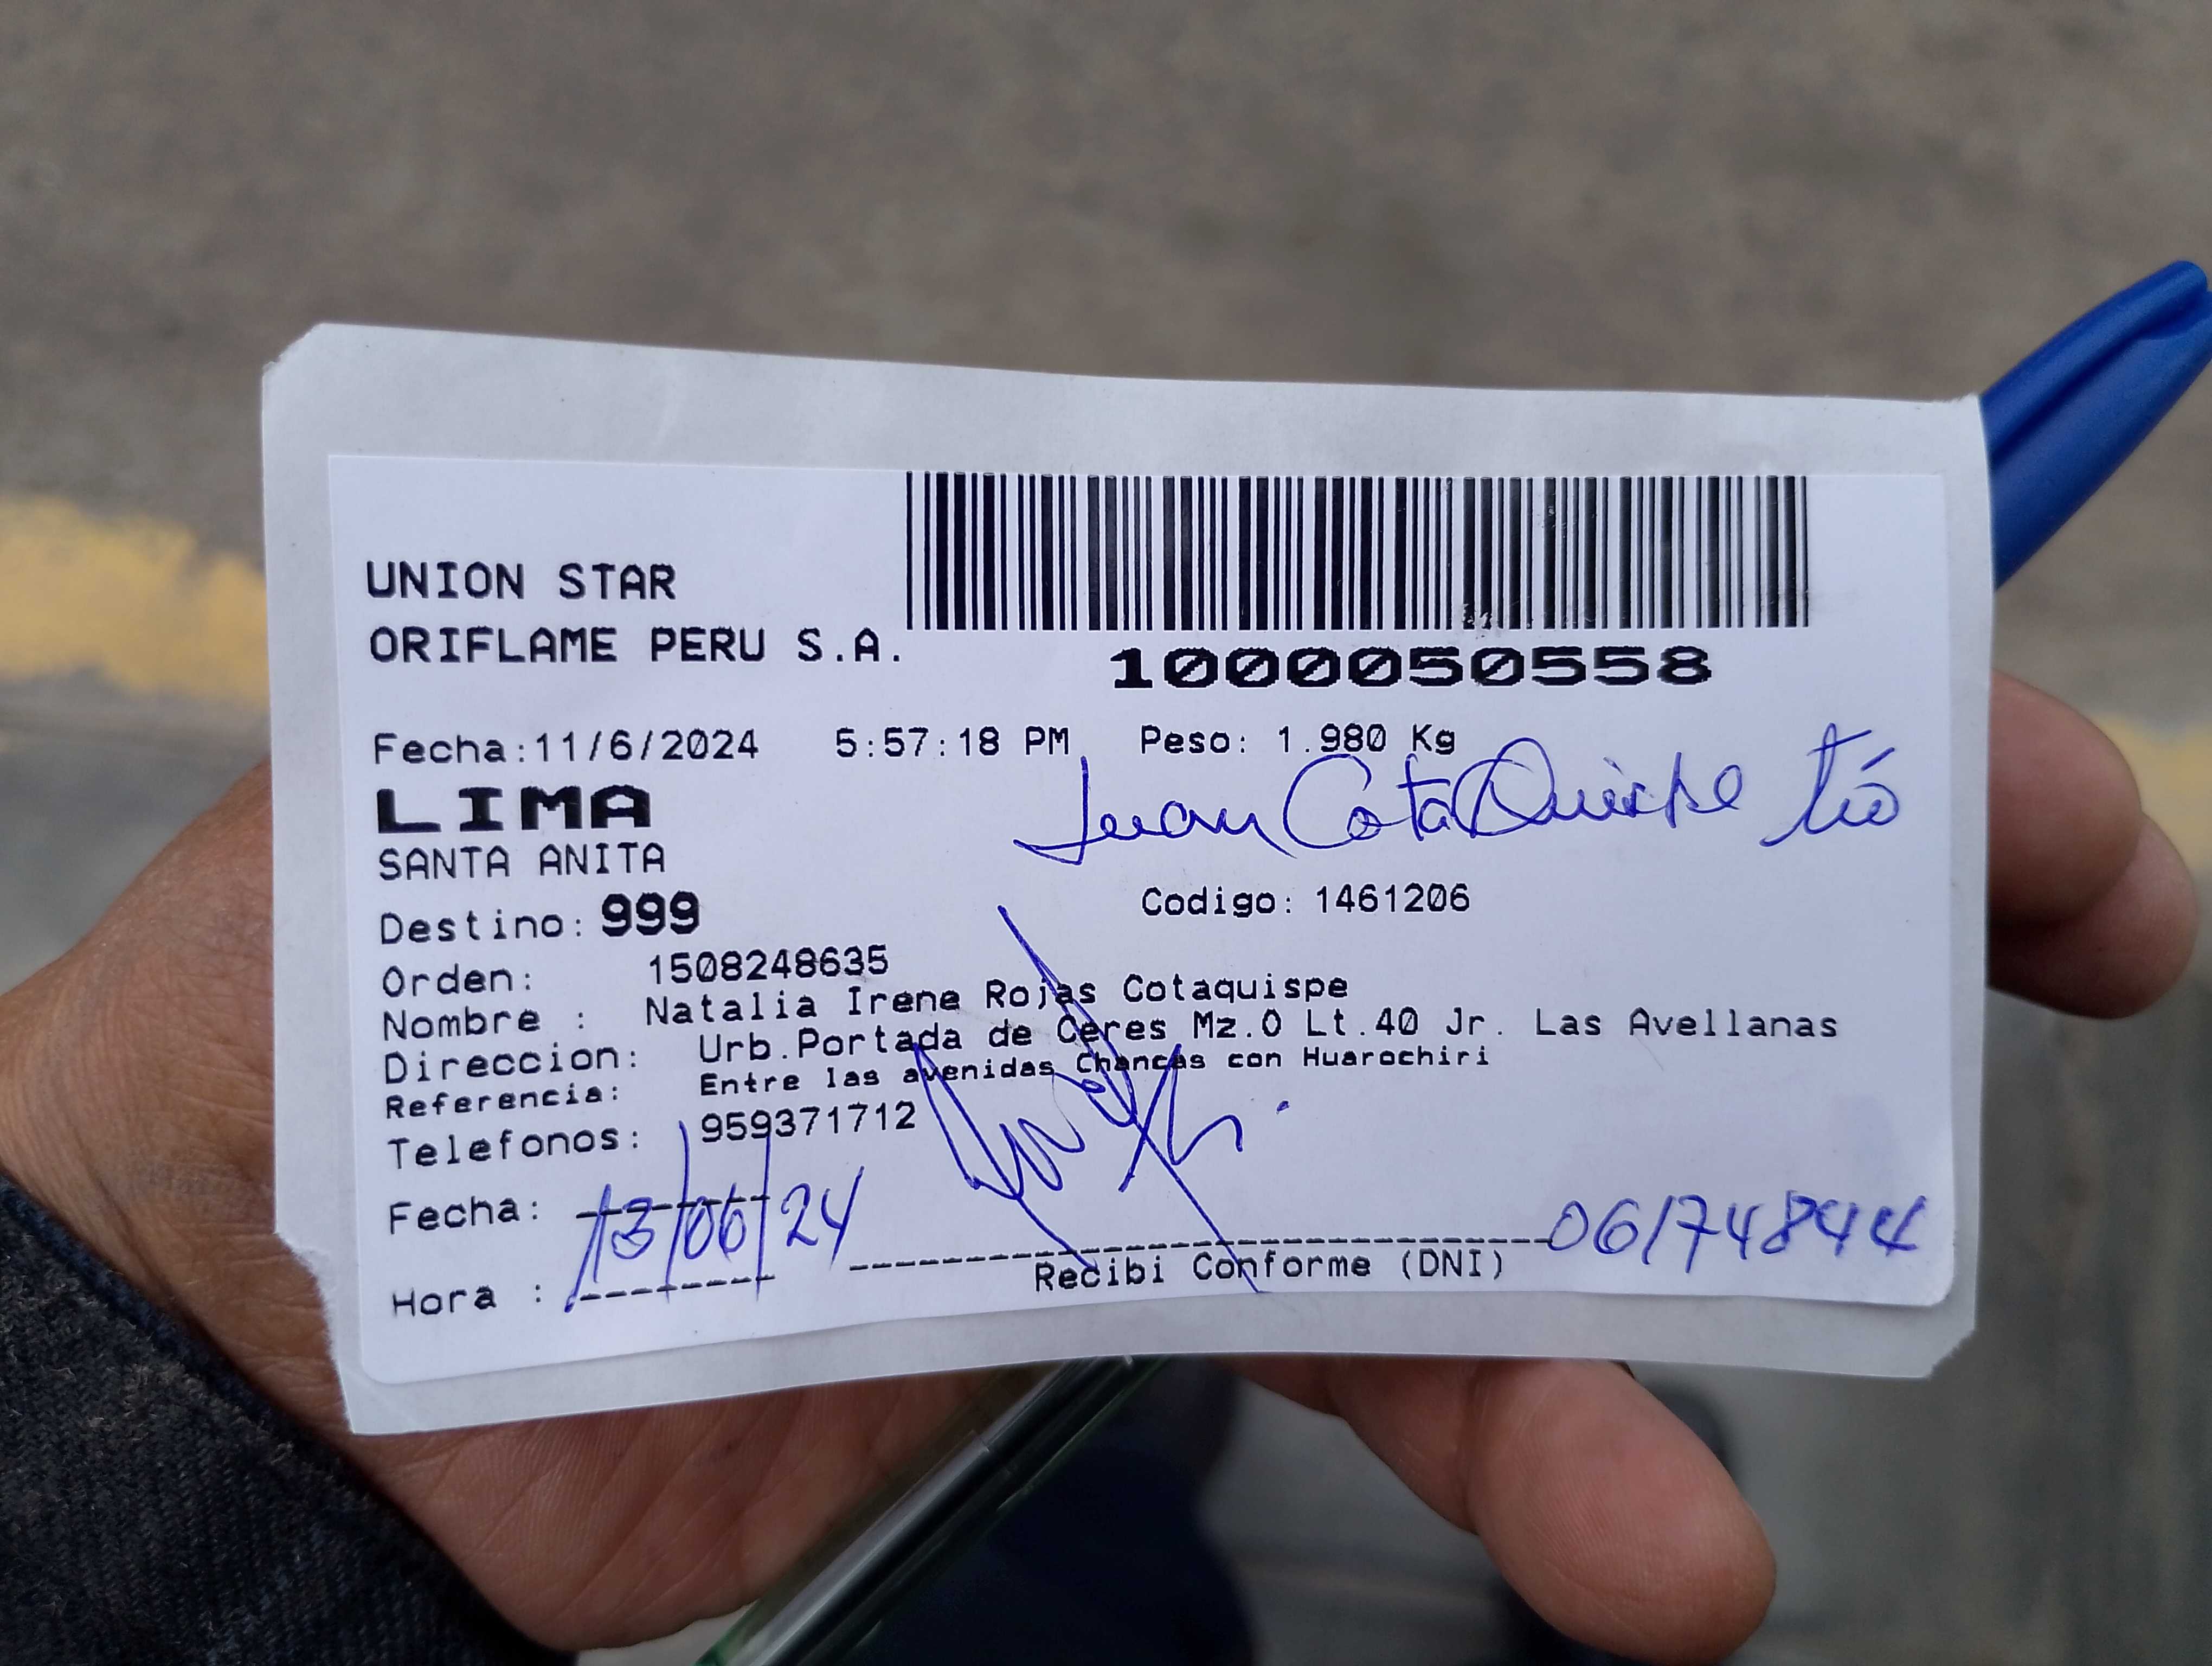 UNION STAR
ORIFLAME PERU S.A.
1000050558
Fecha:11/6/2024 5:57:18 PM Peso: 1.980 Kg
LIMA
Juan CotaQuispe tío
SANTA ANITA
Destino: 999 Codigo: 1461206
Orden: 1508248635
Nombre : Natalia Irene Rojas Cotaquispe
Direccion: Urb.Portada de Ceres Mz.O Lt.40 Jr. Las Avellanas
Referencia: Entre las avenidas Chancas con Huarochiri
Telefonos: 959371712
Fecha: 13/06/24
06174844
Hora : Recibi Conforme (DNI)